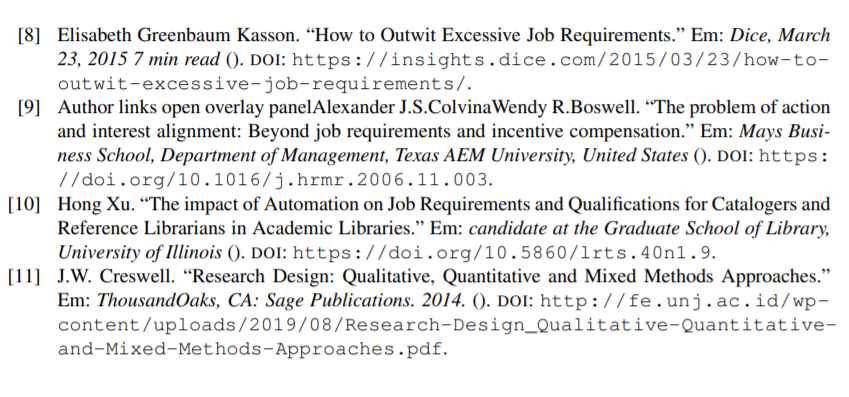 [8] Elisabeth Greenbaum Kasson. “How to Outwit Excessive Job Requirements.” Em: Dice, March
23, 2015 7 min read (). DOI: https://insights.dice.com/2015/03/23/how-to-
outwit-excessive-job-requirements/.
[9] Author links open overlay panelAlexander J.S.ColvinaWendy R.Boswell. “The problem of action
and interest alignment: Beyond job requirements and incentive compensation.” Em: Mays Busi-
ness School, Department of Management, Texas AEM University, United States (). DOI: https:
//doi.org/10.1016/j.hrmr.2006.11.003.
[10] Hong Xu. “The impact of Automation on Job Requirements and Qualifications for Catalogers and
Reference Librarians in Academic Libraries.” Em: candidate at the Graduate School of Library,
University of Illinois (). DOI: https://doi.org/10.5860/lrts.40n1.9.
[11] J.W. Creswell. “Research Design: Qualitative, Quantitative and Mixed Methods Approaches.”
Em: ThousandOaks, CA: Sage Publications. 2014. (). DOI: http://fe.unj.ac.id/wp-
content/uploads/2019/08/Research-Design_Qualitative-Quantitative-
and-Mixed-Methods-Approaches.pdf.